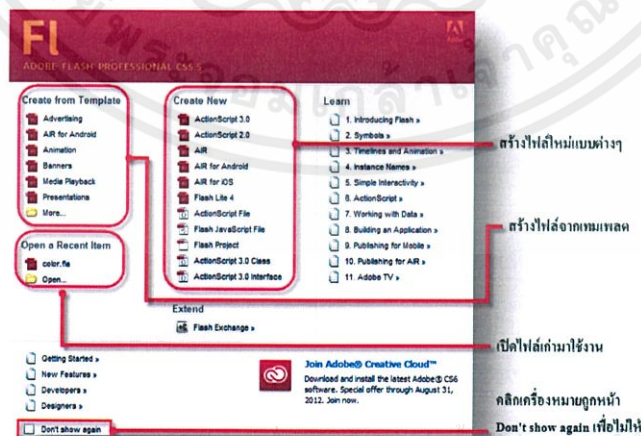 Fl
ADOBE FLASH PROFESSIONAL CS5.5
Adobe
Create from Template
Advertising
AIR for Android
Animation
Banners
Media Playback
Presentations
More...
Open a Recent Item
color.fla
Open...
Create New
ActionScript 3.0
ActionScript 2.0
AIR
AIR for Android
AIR for iOS
Flash Lite 4
ActionScript File
Flash JavaScript File
Flash Project
ActionScript 3.0 Class
ActionScript 3.0 Interface
Extend
Flash Exchange »
Learn
1. Introducing Flash »
2. Symbols »
3. Timelines and Animation »
4. Instance Names »
5. Simple Interactivity »
6. ActionScript »
7. Working with Data »
8. Building an Application »
9. Publishing for Mobile »
10. Publishing for AIR »
11. Adobe TV »
Getting Started »
New Features »
Developers »
Designers »
Don't show again
Join Adobe® Creative Cloud™
Download and install the latest Adobe® CS6
software. Special offer through August 31,
2012. Join now.
สร้างไฟล์ใหม่แบบต่างๆ
สร้างไฟล์จากเทมเพลต
เปิดไฟล์เก่ามาใช้งาน
คลิกเครื่องหมายถูกหน้า
Don't show again เพื่อไม่ให้